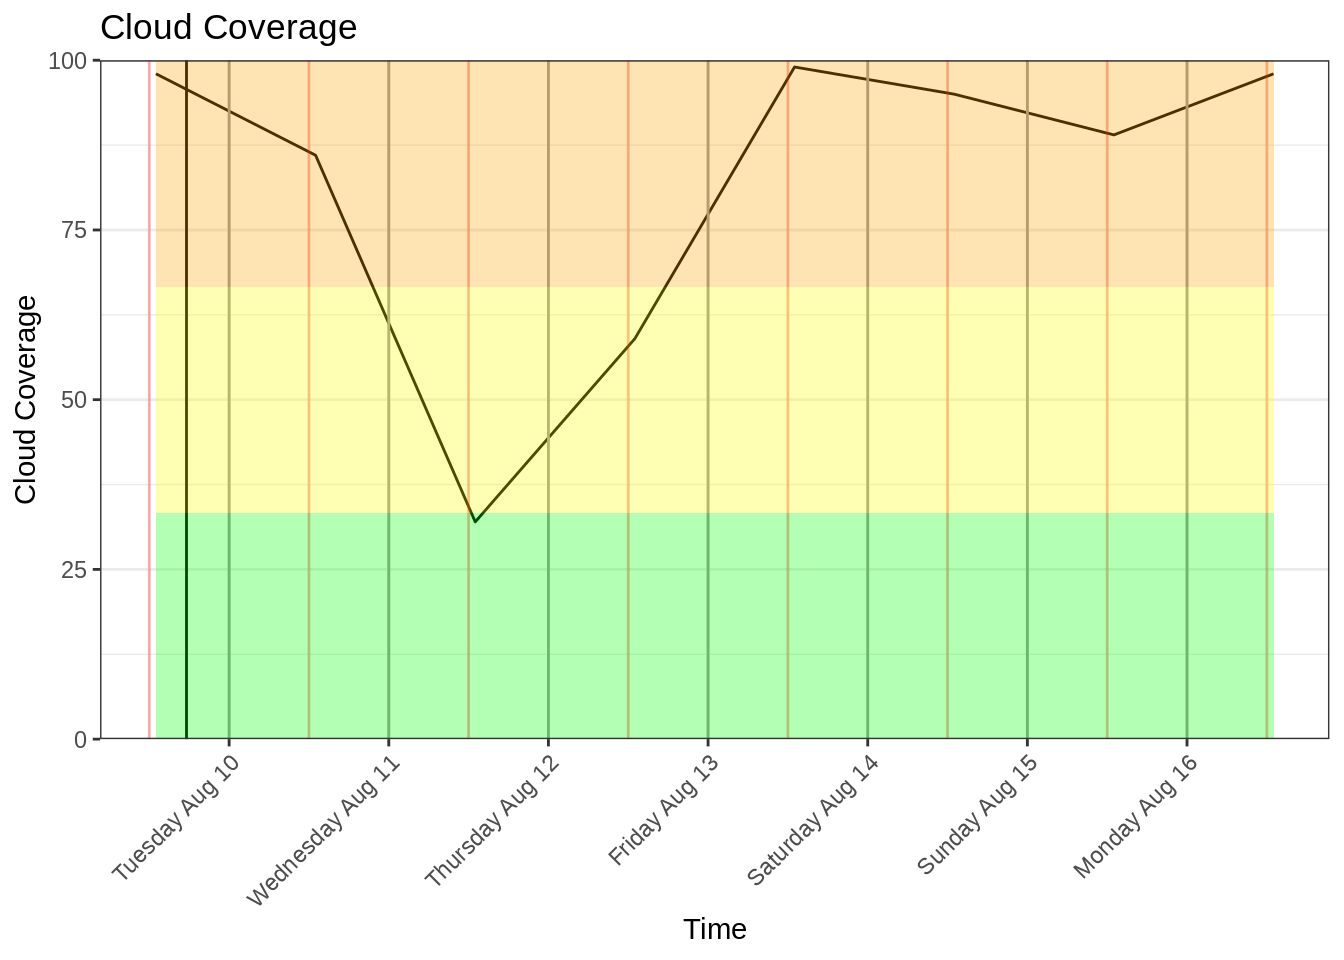 Cloud Coverage
100
75
50
25
0
Cloud Coverage
Tuesday Aug 10
Wednesday Aug 11
Thursday Aug 12
Friday Aug 13
Saturday Aug 14
Sunday Aug 15
Monday Aug 16
Time